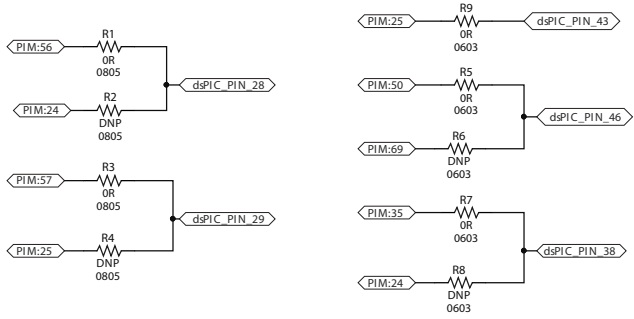 R1
PIM:56
0R
0805
dsPIC_PIN_28
R2
PIM:24
DNP
0805
R3
PIM:57
0R
0805
dsPIC_PIN_29
R4
PIM:25
DNP
0805
R9
PIM:25
dsPIC_PIN_43
0R
0603
R5
PIM:50
0R
0603
dsPIC_PIN_46
R6
PIM:69
DNP
0603
R7
PIM:35
0R
0603
dsPIC_PIN_38
R8
PIM:24
DNP
0603